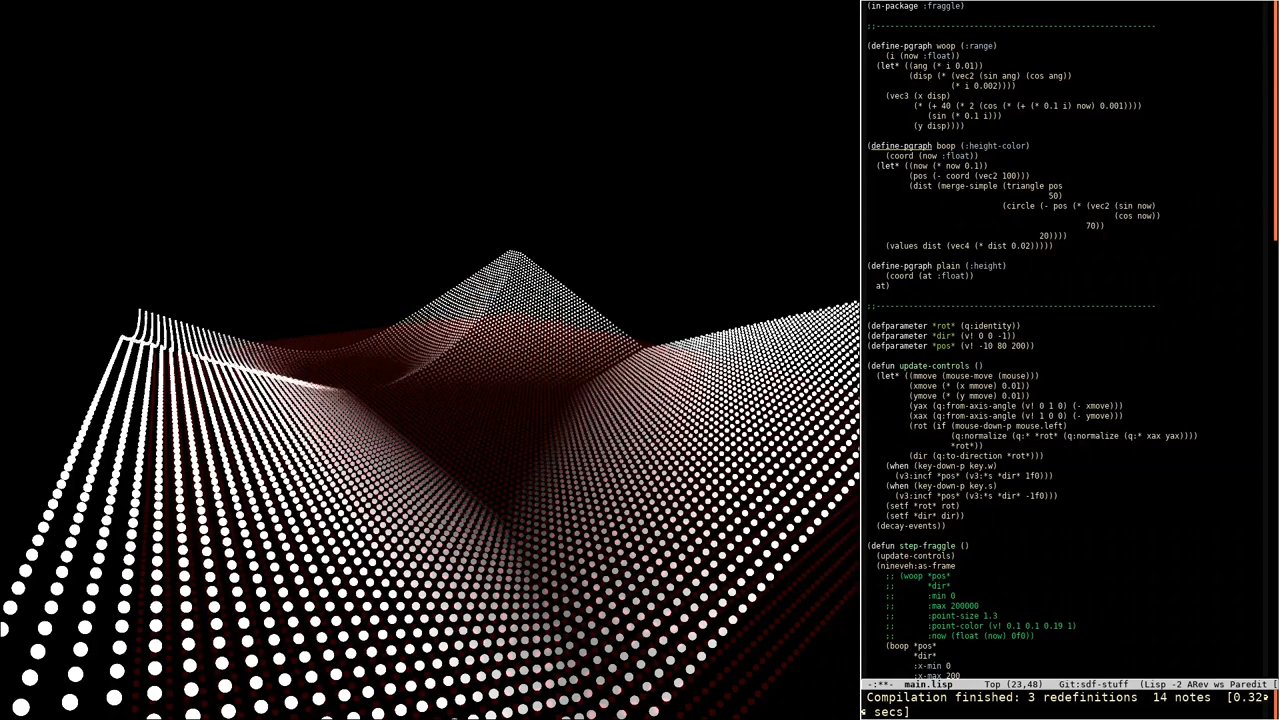 (in-package :fraggle)
;;------------------------------------------------------------
(define-pgraph woop (:range)
    (i (now :float))
  (let* ((ang (* i 0.01))
         (disp (* (vec2 (sin ang) (cos ang))
                  (* i 0.002))))
    (vec3 (x disp)
          (* (+ 40 (* 2 (cos (* (+ (* 0.1 i) now) 0.001))))
             (sin (* 0.1 i)))
          (y disp))))
(define-pgraph boop (:height-color)
    (coord (now :float))
  (let* ((now (* now 0.1))
         (pos (- coord (vec2 100)))
         (dist (merge-simple (triangle pos
                                       50)
                             (circle (- pos (* (vec2 (sin now)
                                                     (cos now))
                                               70))
                                     20))))
    (values dist (vec4 (* dist 0.02)))))
(define-pgraph plain (:height)
    (coord (at :float))
  at)
;;------------------------------------------------------------
(defparameter *rot* (q:identity))
(defparameter *dir* (v! 0 0 -1))
(defparameter *pos* (v! -10 80 200))
(defun update-controls ()
  (let* ((mmove (mouse-move (mouse)))
         (xmove (* (x mmove) 0.01))
         (ymove (* (y mmove) 0.01))
         (yax (q:from-axis-angle (v! 0 1 0) (- xmove)))
         (xax (q:from-axis-angle (v! 1 0 0) (- ymove)))
         (rot (if (mouse-down-p mouse.left)
                  (q:normalize (q:* *rot* (q:normalize (q:* xax yax))))
                  *rot*))
         (dir (q:to-direction *rot*)))
    (when (key-down-p key.w)
      (v3:incf *pos* (v3:*s *dir* 1f0)))
    (when (key-down-p key.s)
      (v3:incf *pos* (v3:*s *dir* -1f0)))
    (setf *rot* rot)
    (setf *dir* dir))
  (decay-events))
(defun step-fraggle ()
  (update-controls)
  (nineveh:as-frame
    ;; (woop *pos*
    ;;       *dir*
    ;;       :min 0
    ;;       :max 200000
    ;;       :point-size 1.3
    ;;       :point-color (v! 0.1 0.1 0.19 1)
    ;;       :now (float (now) 0f0))
    (boop *pos*
          *dir*
          :x-min 0
          :x-max 200
-:**-  main.lisp      Top (23,48)   Git:sdf-stuff  (Lisp -2 ARev ws Paredit [
Compilation finished: 3 redefinitions  14 notes  [0.32
secs]